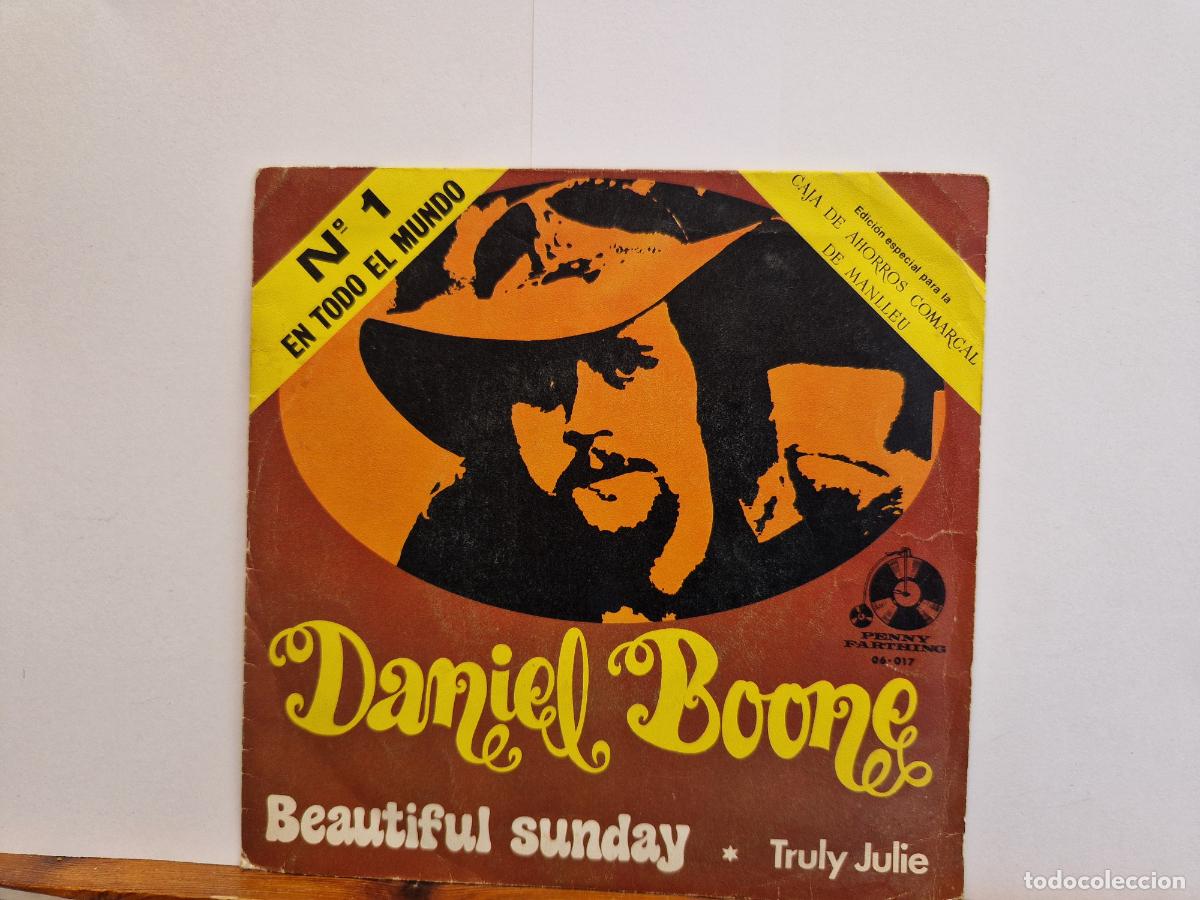 Nº 1
EN TODO EL MUNDO
Edición especial para la
CAJA DE AHORROS COMARCAL
DE MANLLEU
PENNY
FARTHING
06-017
Daniel Boone
Beautiful sunday * Truly Julie
todocoleccion